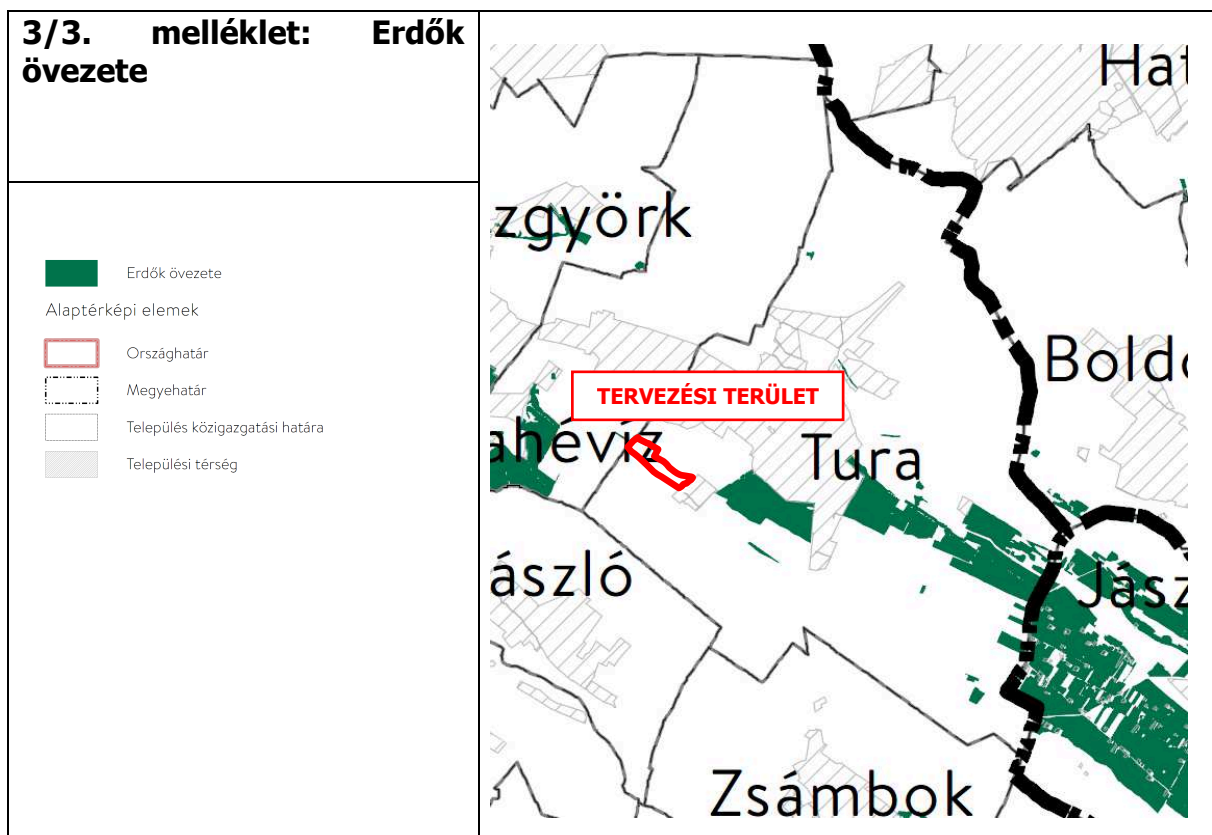 3/3. melléklet: Erdők
övezete
Erdők övezete
Alaptérképi elemek
Országhatár
Megyehatár
Település közigazgatási határa
Települési térség
Hat
zgyörk
Boldo
TERVEZÉSI TERÜLET
ahévíz
Tura
ászló
Jász
Zsámbok